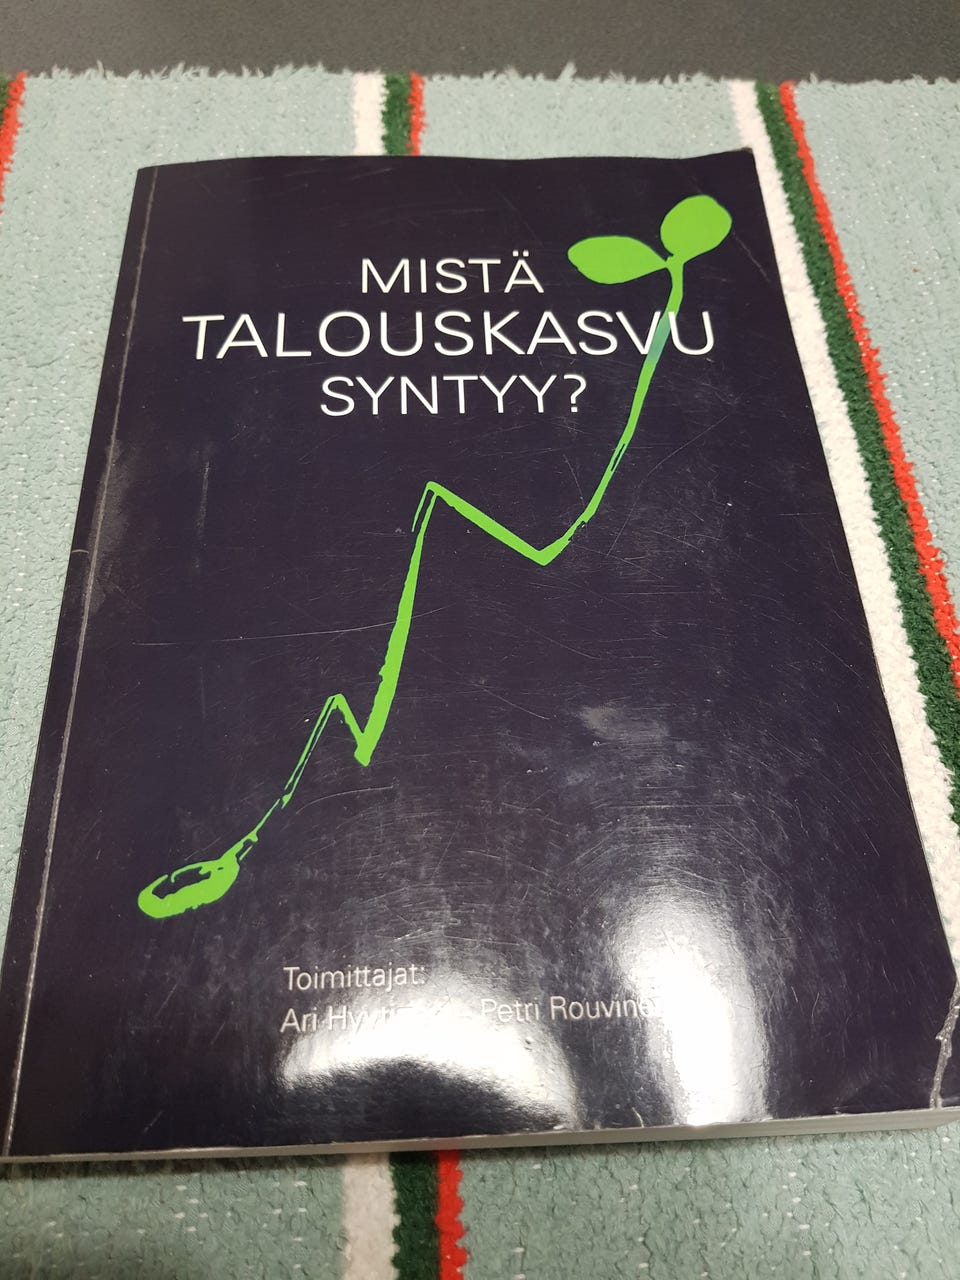 MISTÄ
TALOUSKASVU
SYNTYY?
Toimittajat:
Ari Petri